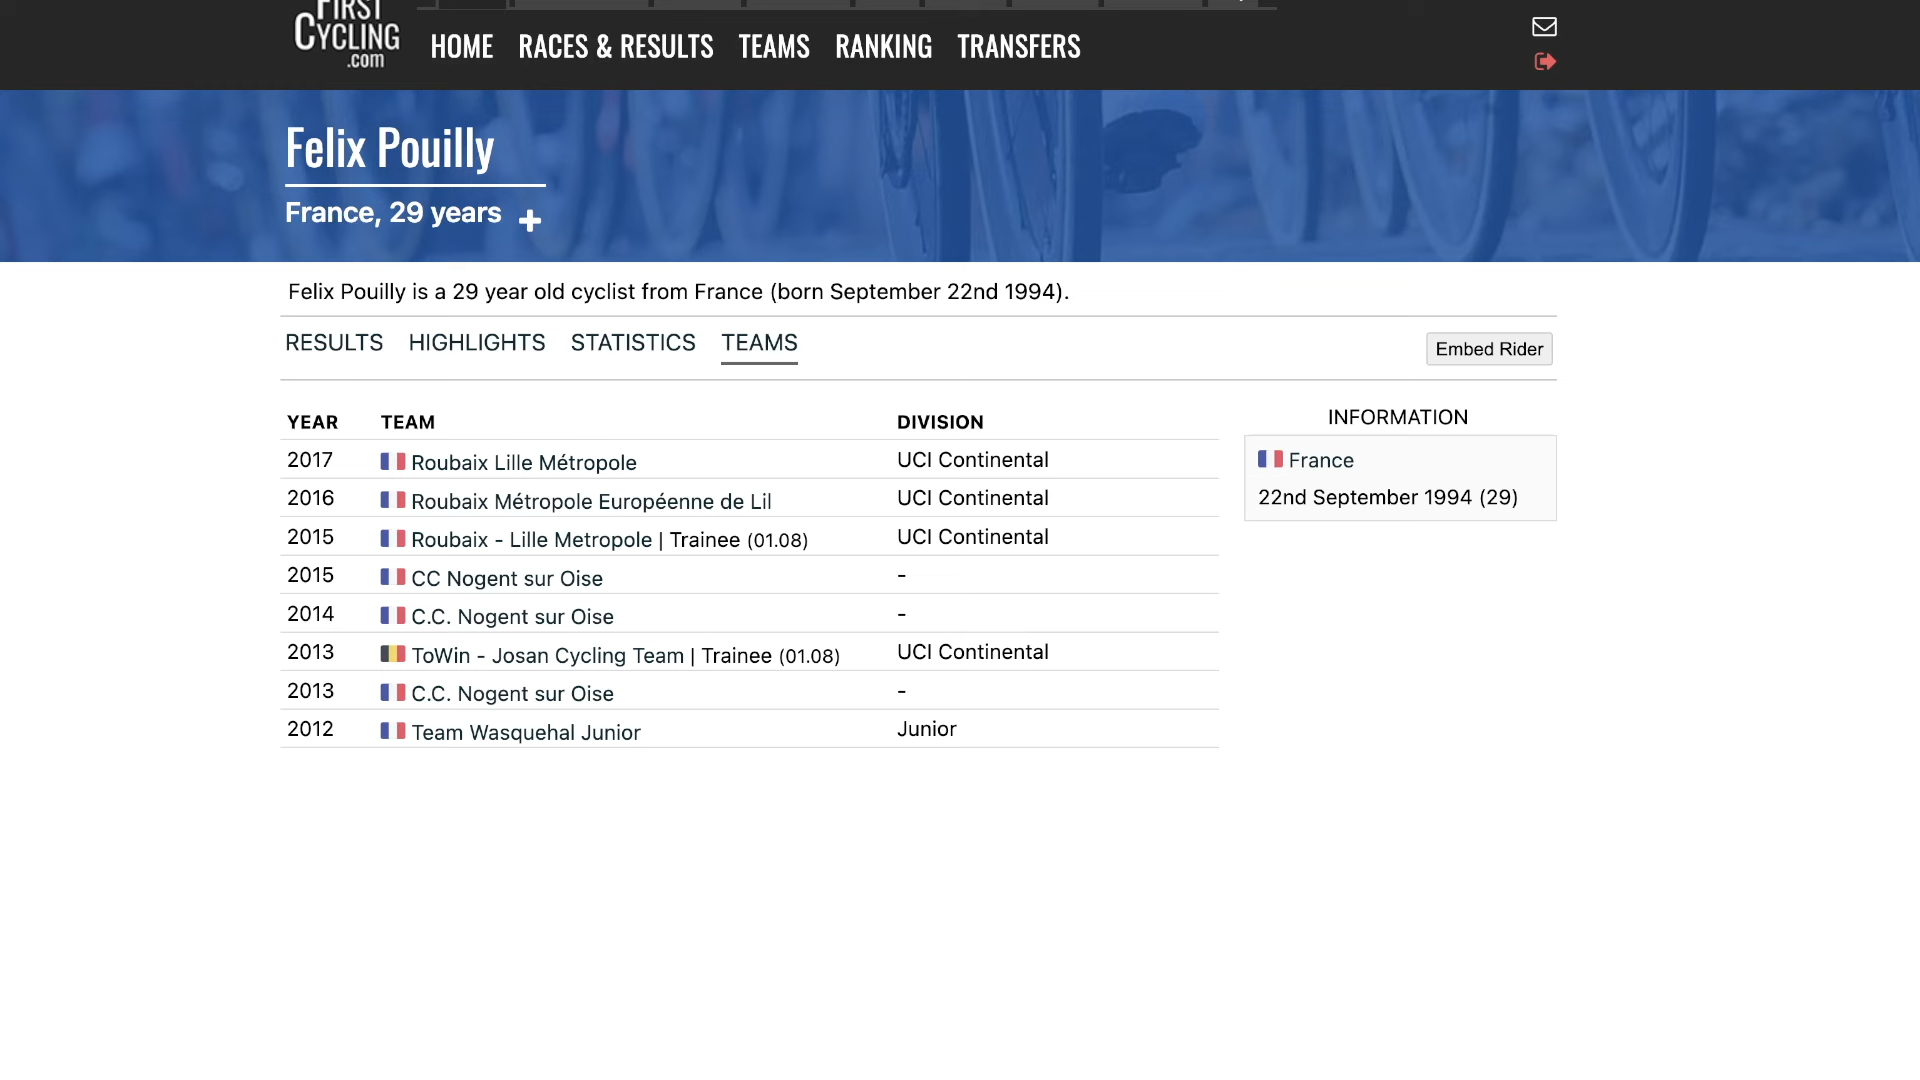 FIRST
CYCLING
.com
HOME RACES & RESULTS TEAMS RANKING TRANSFERS
Felix Pouilly
France, 29 years
Felix Pouilly is a 29 year old cyclist from France (born September 22nd 1994).
RESULTS HIGHLIGHTS STATISTICS TEAMS
Embed Rider
YEAR TEAM DIVISION
2017 Roubaix Lille Métropole UCI Continental
2016 Roubaix Métropole Européenne de Lil UCI Continental
2015 Roubaix - Lille Metropole | Trainee (01.08) UCI Continental
2015 CC Nogent sur Oise -
2014 C.C. Nogent sur Oise -
2013 ToWin - Josan Cycling Team | Trainee (01.08) UCI Continental
2013 C.C. Nogent sur Oise -
2012 Team Wasquehal Junior Junior
INFORMATION
France
22nd September 1994 (29)